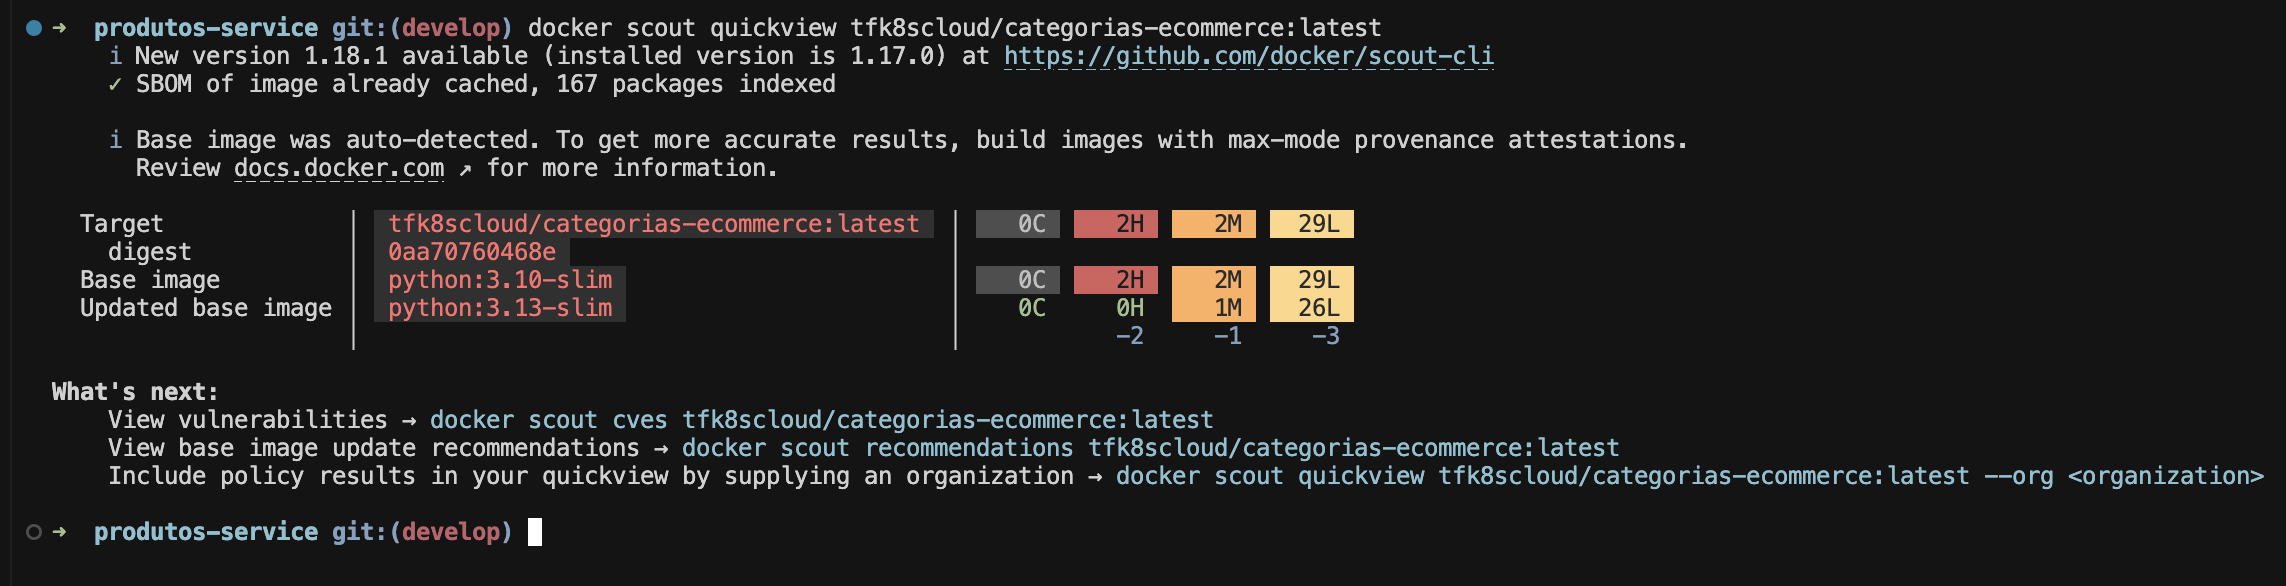 ➜ produtos-service git:(develop) docker scout quickview tfk8scloud/categorias-ecommerce:latest
i New version 1.18.1 available (installed version is 1.17.0) at https://github.com/docker/scout-cli
✓ SBOM of image already cached, 167 packages indexed
i Base image was auto-detected. To get more accurate results, build images with max-mode provenance attestations.
Review docs.docker.com ↗ for more information.
Target │ tfk8scloud/categorias-ecommerce:latest │ 0C 2H 2M 29L
digest │ 0aa70760468e │
Base image │ python:3.10-slim │ 0C 2H 2M 29L
Updated base image │ python:3.13-slim │ 0C 0H 1M 26L
│ │ -2 -1 -3
What's next:
View vulnerabilities → docker scout cves tfk8scloud/categorias-ecommerce:latest
View base image update recommendations → docker scout recommendations tfk8scloud/categorias-ecommerce:latest
Include policy results in your quickview by supplying an organization → docker scout quickview tfk8scloud/categorias-ecommerce:latest --org <organization>
➜ produtos-service git:(develop)